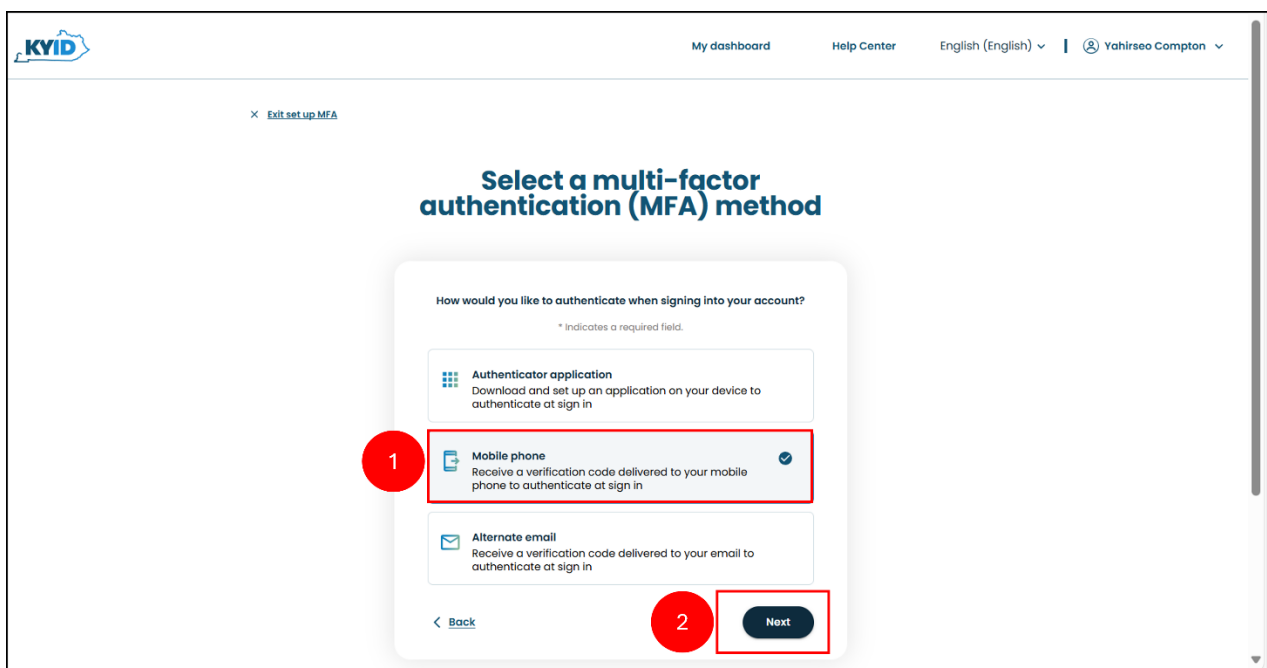 KYID
My dashboard Help Center English (English) Yahirseo Compton
Exit set up MFA
Select a multi-factor
authentication (MFA) method
How would you like to authenticate when signing into your account?
* Indicates a required field.
Authenticator application
Download and set up an application on your device to
authenticate at sign in
1
Mobile phone
Receive a verification code delivered to your mobile
phone to authenticate at sign in
Alternate email
Receive a verification code delivered to your email to
authenticate at sign in
Back 2 Next